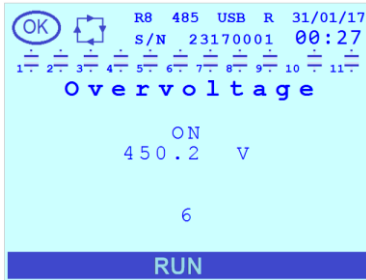 OK R8 485 USB R 31/01/17
S/N 23170001 00:27
1 2 3 4 5 6 7 8 9 10 11
Overvoltage
ON
450.2 V
6
RUN